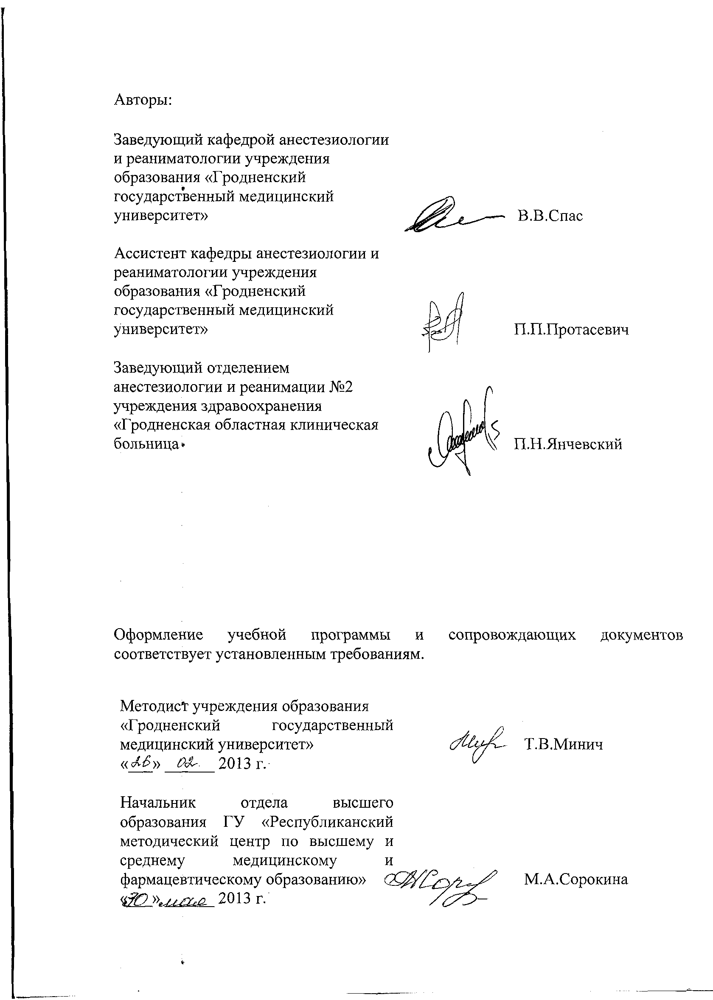 Авторы:
Заведующий кафедрой анестезиологии
и реаниматологии учреждения
образования «Гродненский
государственный медицинский
университет» В.В.Спас
Ассистент кафедры анестезиологии и
реаниматологии учреждения
образования «Гродненский
государственный медицинский
университет» П.П.Протасевич
Заведующий отделением
анестезиологии и реанимации №2
учреждения здравоохранения
«Гродненская областная клиническая
больница П.Н.Янчевский
Оформление учебной программы и сопровождающих документов
соответствует установленным требованиям.
Методист учреждения образования
«Гродненский государственный
медицинский университет» Т.В.Минич
«26» 02. 2013 г.
Начальник отдела высшего
образования ГУ «Республиканский
методический центр по высшему и
среднему медицинскому и
фармацевтическому образованию» М.А.Сорокина
«30» мая 2013 г.